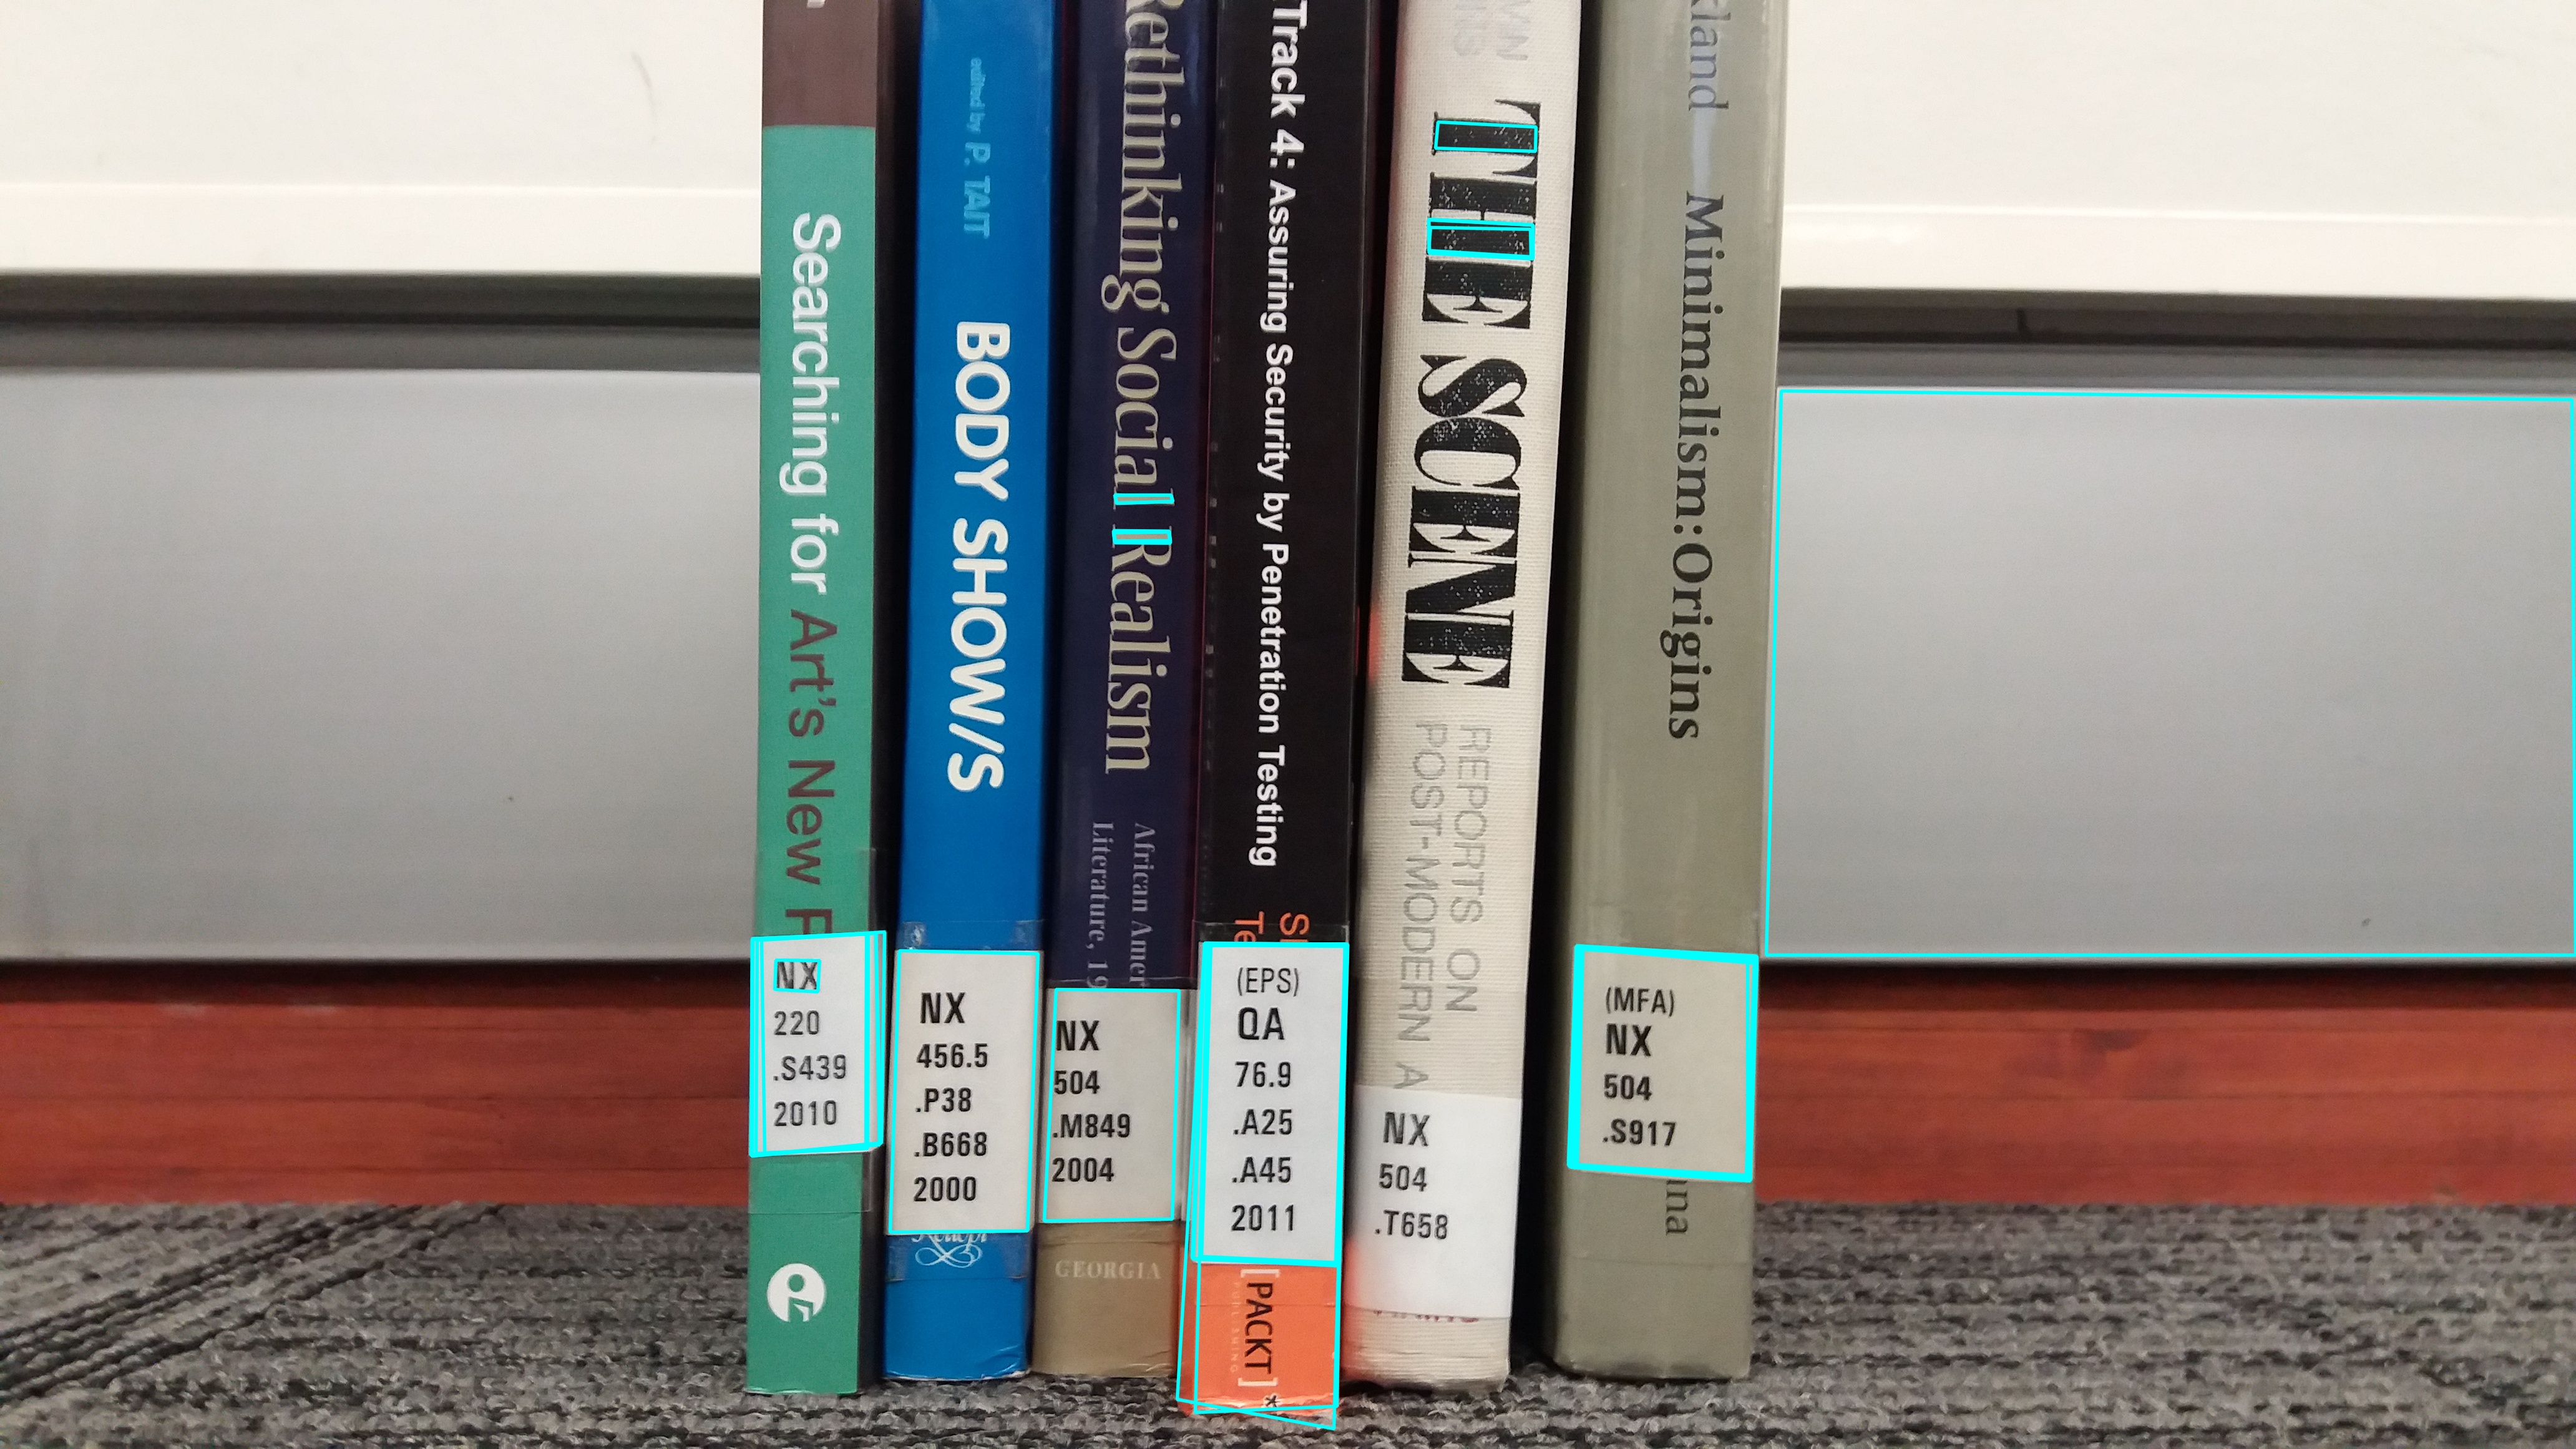 Searching for Art's New
NX
220
.S439
2010
edited by P. TAIT
BODY SHOW/S
NX
456.5
.P38
.B668
2000
Rethinking Social Realism
African Amer
Literature, 19
NX
504
.M849
2004
GEORGIA
Track 4: Assuring Security by Penetration Testing
(EPS)
QA
76.9
.A25
.A45
2011
[PACKT]*
PUBLISHING
THE SCENE
REPORTS ON
POST-MODERN A
NX
504
.T658
kland — Minimalism:Origins
(MFA)
NX
504
.S917
na